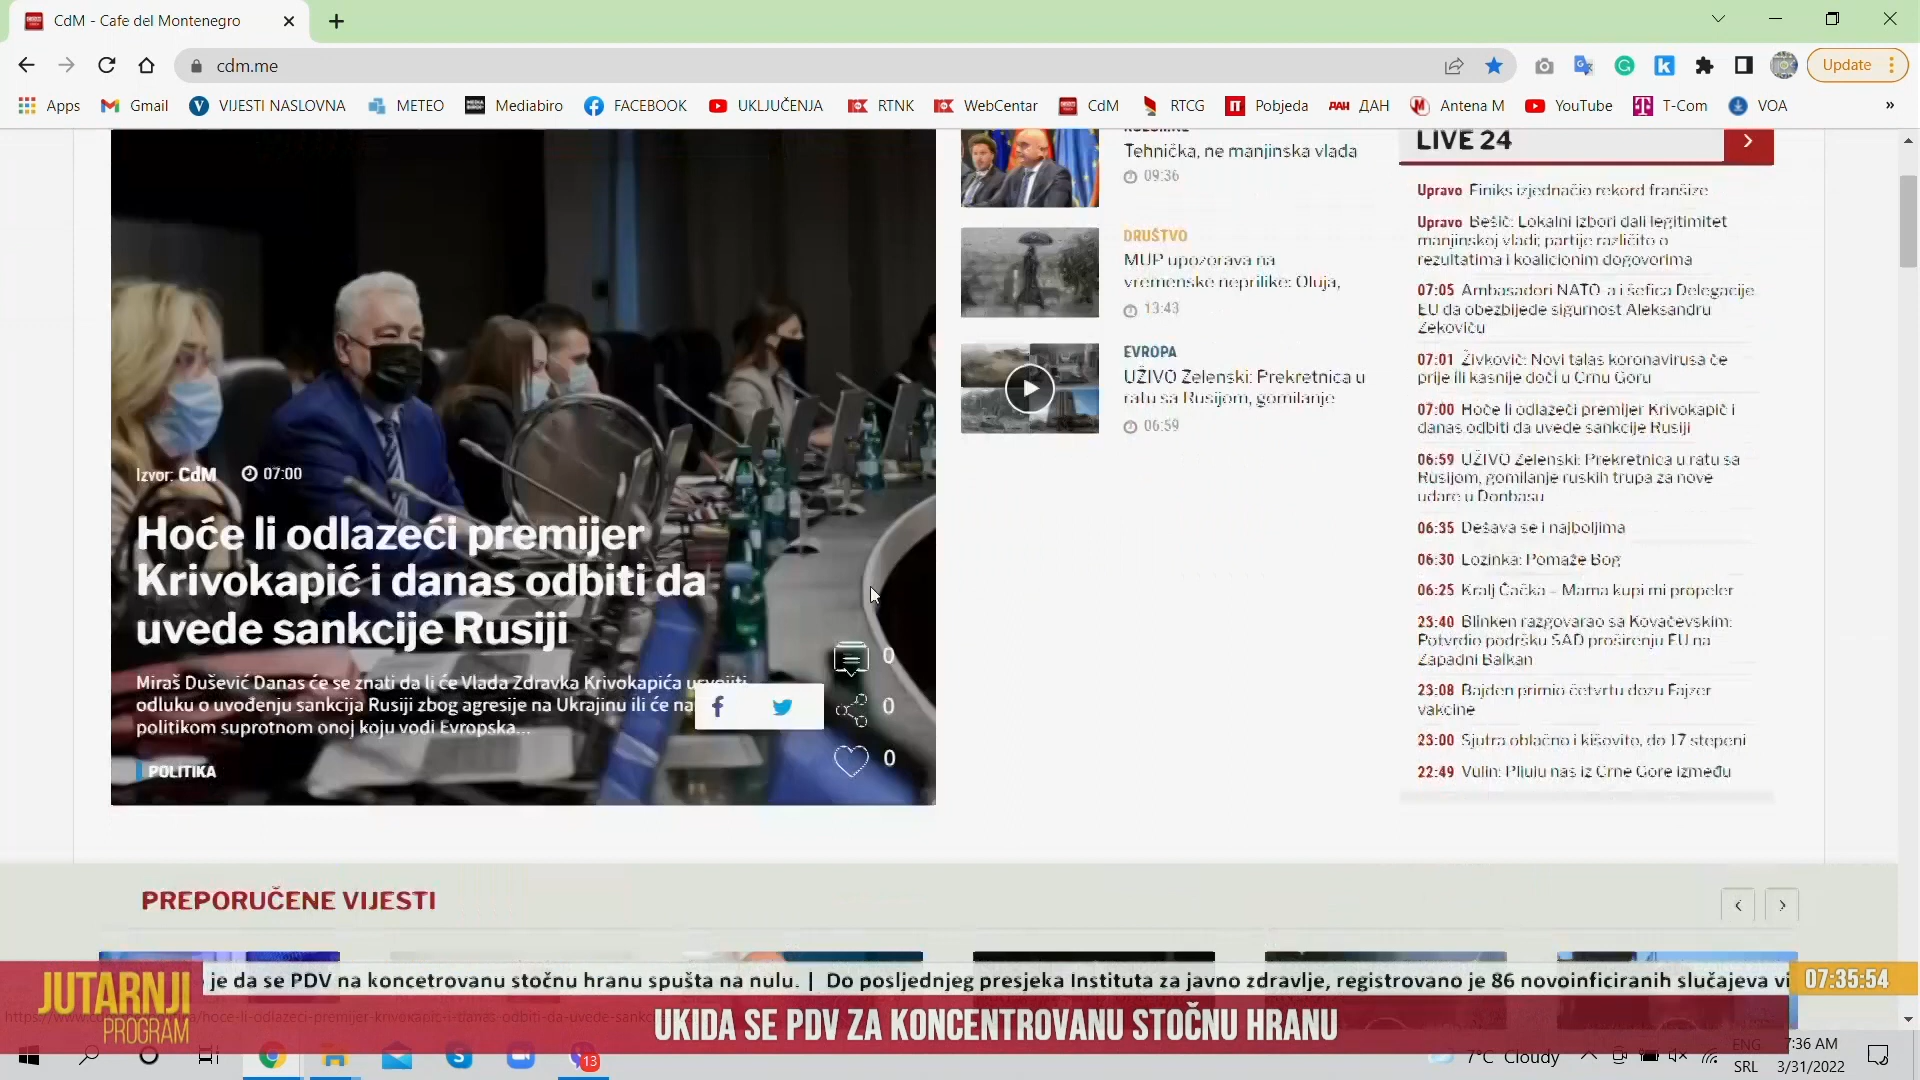 CdM - Cafe del Montenegro
cdm.me
Update
Apps
Gmail
VIJESTI NASLOVNA
METEO
Mediabiro
FACEBOOK
UKLJUČENJA
RTNK
WebCentar
CdM
RTCG
Pobjeda
ДАН
Antena M
YouTube
T-Com
VOA
»
Izvor: CdM 07:00
Hoće li odlazeći premijer
Krivokapić i danas odbiti da
uvede sankcije Rusiji
Miraš Dušević Danas će se znati da li će Vlada Zdravka Krivokapića usvojiti
odluku o uvođenju sankcija Rusiji zbog agresije na Ukrajinu ili će na
politikom suprotnom onoj koju vodi Evropska...
POLITIKA
0
0
0
Tehnička, ne manjinska vlada
09:36
DRUŠTVO
MUP upozorava na
vremenske neprilike: Oluja,
13:43
EVROPA
UŽIVO Zelenski: Prekretnica u
ratu sa Rusijom, gomilanje
06:59
LIVE 24
Upravo Finiks izjednačio rekord franšize
Upravo Bešić: Lokalni izbori dali legitimitet
manjinskoj vladi; partije različito o
rezultatima i koalicionim dogovorima
07:05 Ambasadori NATO-a i šefica Delegacije
EU da obezbijede sigurnost Aleksandru
Zekoviću
07:01 Živković: Novi talas koronavirusa će
prije ili kasnije doći u Crnu Goru
07:00 Hoće li odlazeći premijer Krivokapić i
danas odbiti da uvede sankcije Rusiji
06:59 UŽIVO Zelenski: Prekretnica u ratu sa
Rusijom, gomilanje ruskih trupa za nove
udare u Donbasu
06:35 Dešava se i najboljima
06:30 Lozinka: Pomaže Bog
06:25 Kralj Čačka – Mama kupi mi propeler
23:40 Blinken razgovarao sa Kovačevskim:
Potvrdio podršku SAD proširenju EU na
Zapadni Balkan
23:08 Bajden primio četvrtu dozu Fajzer
vakcine
23:00 Sjutra oblačno i kišovito, do 17 stepeni
22:49 Vulin: Pljuju nas iz Crne Gore između
PREPORUČENE VIJESTI
JUTARNJI
PROGRAM
je da se PDV na koncetrovanu stočnu hranu spušta na nulu. | Do posljednjeg presjeka Instituta za javno zdravlje, registrovano je 86 novoinficiranih slučajeva vi
07:35:54
UKIDA SE PDV ZA KONCENTROVANU STOČNU HRANU
13
7°C Cloudy
ENG
SRL
7:36 AM
3/31/2022